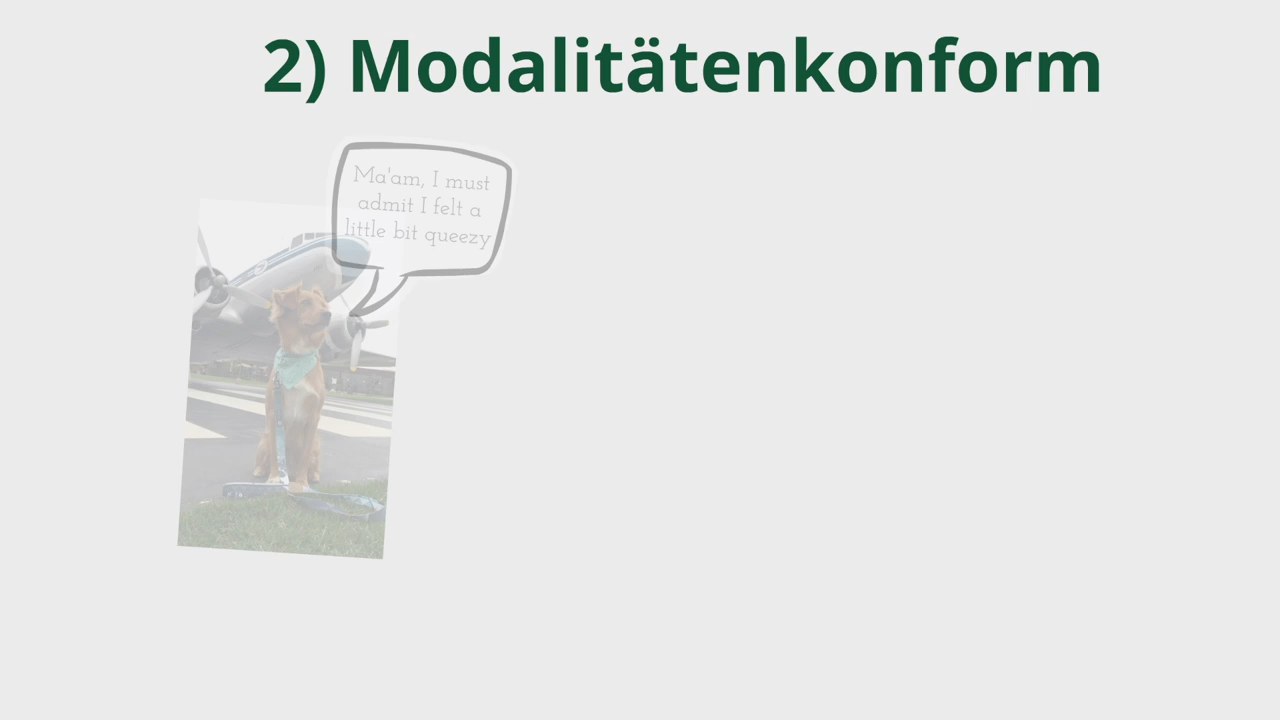 2) Modalitätenkonform
Ma'am, I must
admit I felt a
little bit queezy